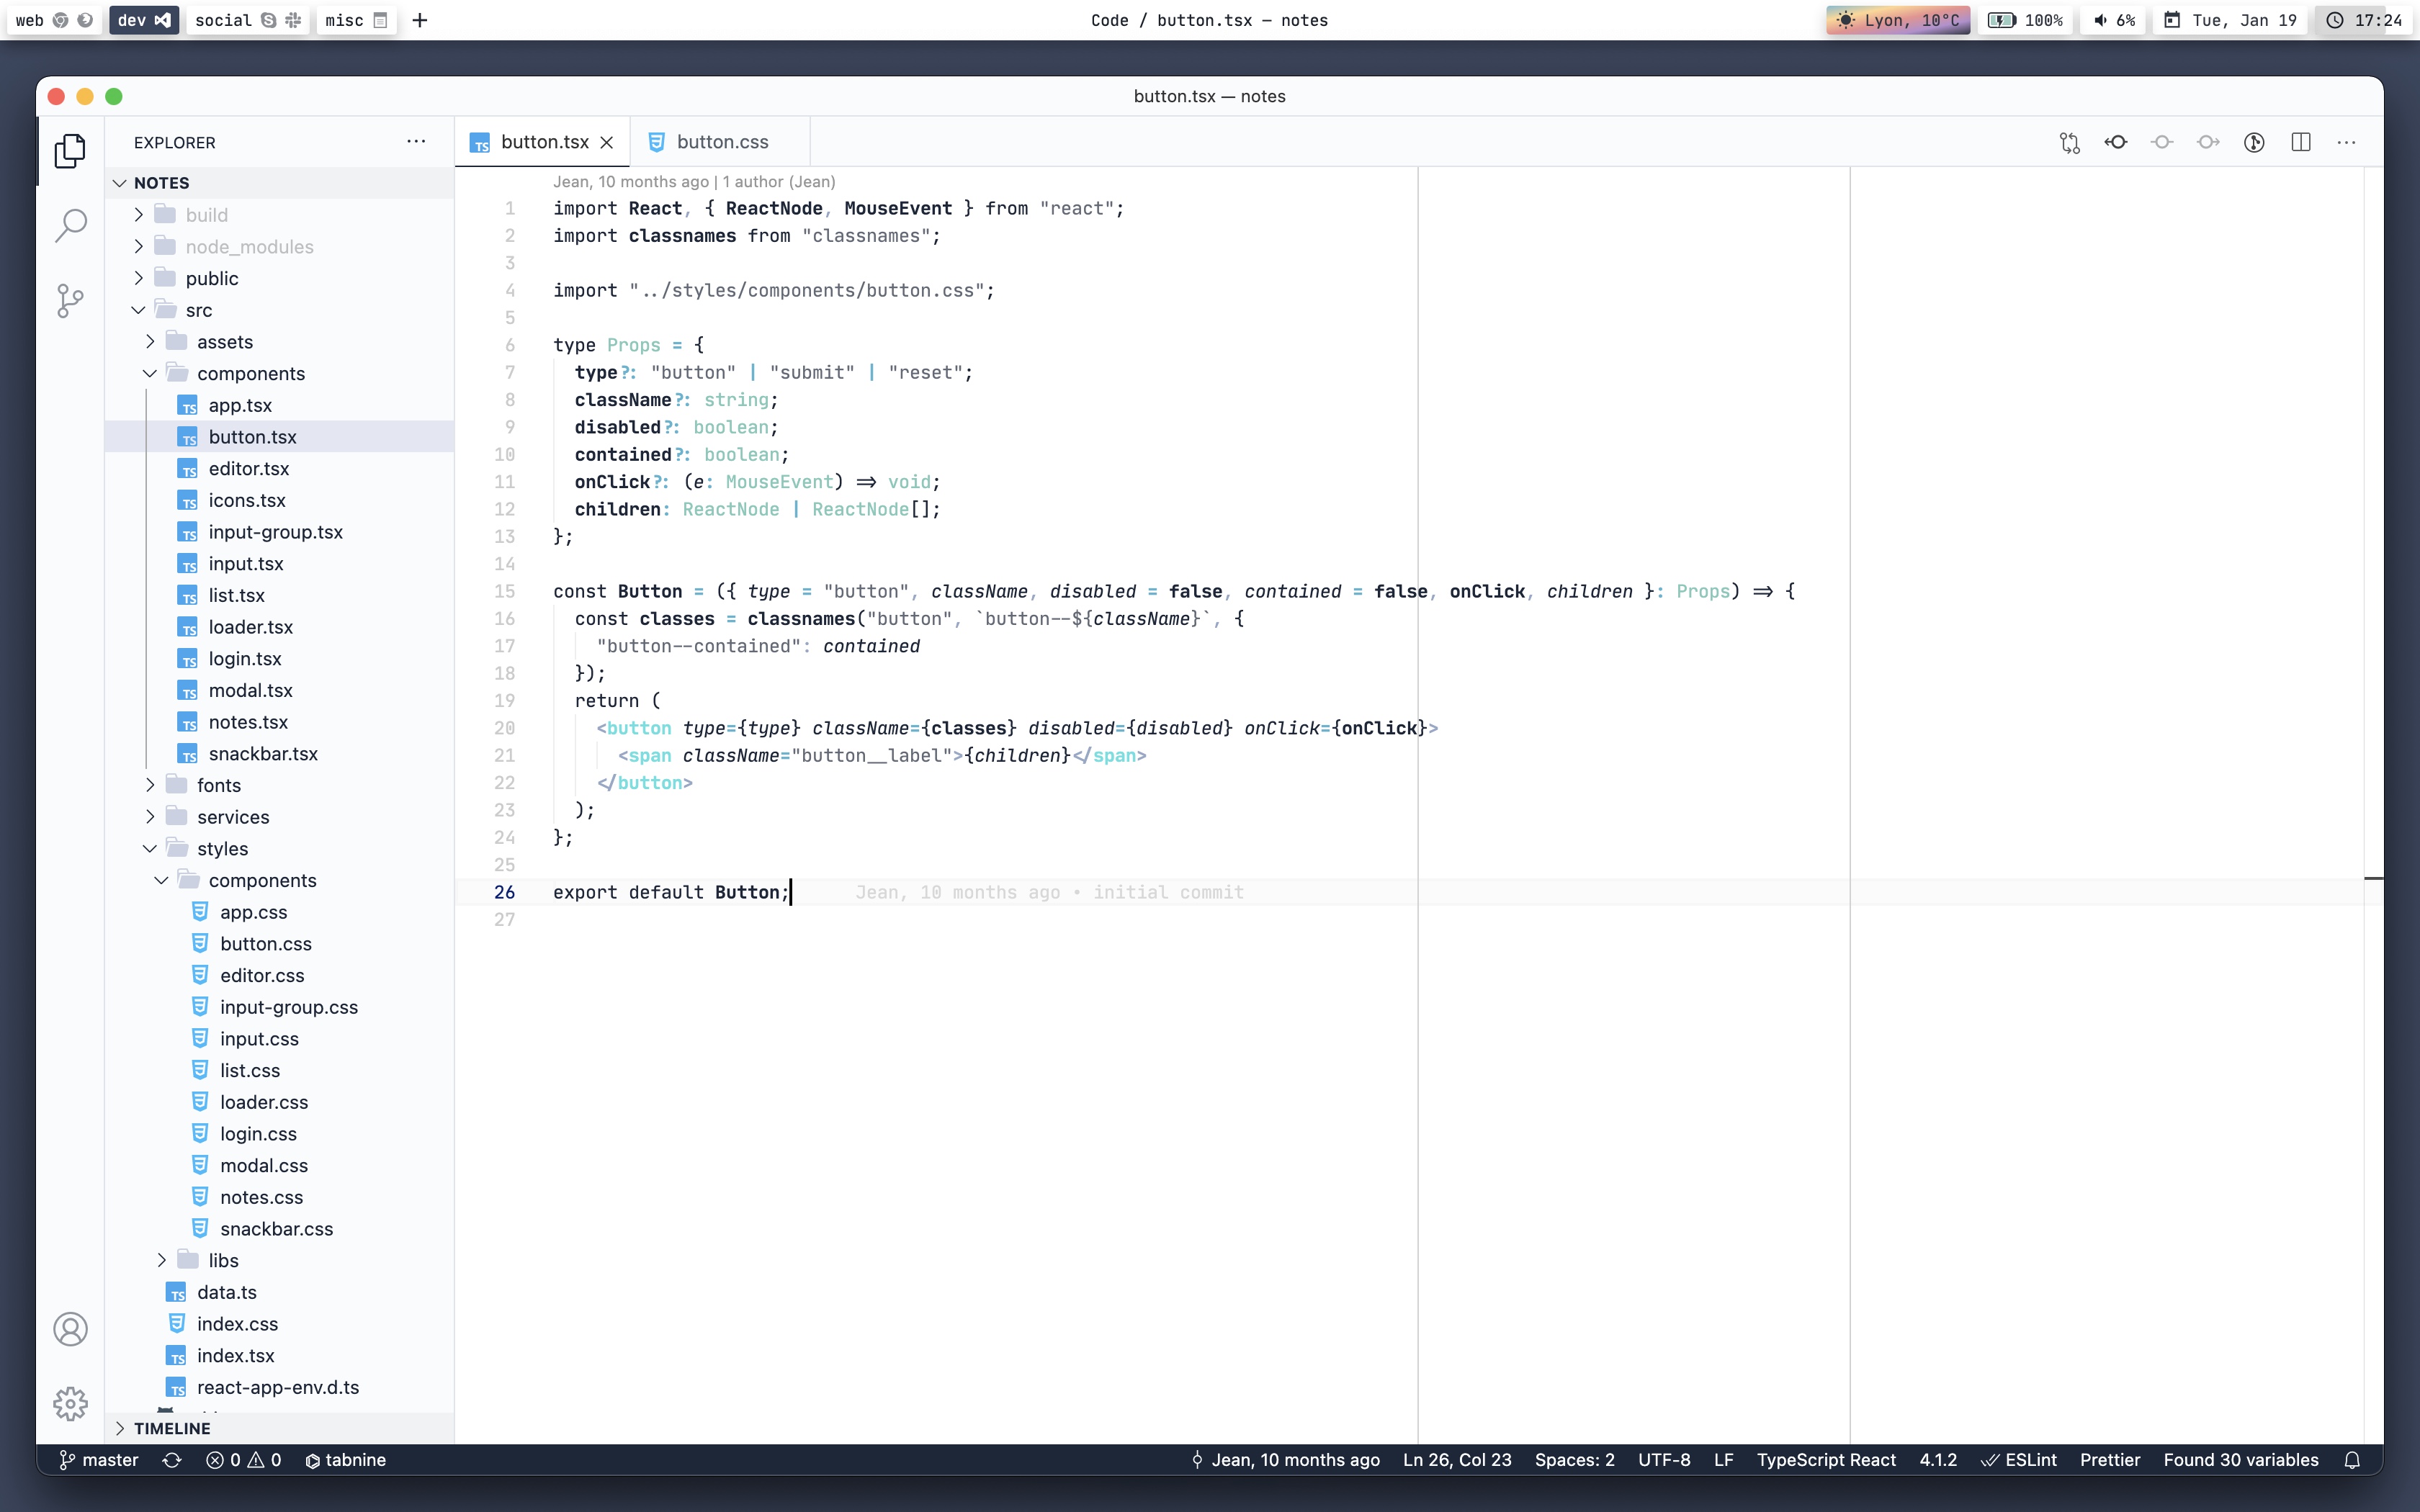 web
dev
social
misc
+
Code / button.tsx – notes
Lyon, 10°C
100%
6%
Tue, Jan 19
17:24
button.tsx — notes
EXPLORER
NOTES
build
node_modules
public
src
assets
components
app.tsx
button.tsx
editor.tsx
icons.tsx
input-group.tsx
input.tsx
list.tsx
loader.tsx
login.tsx
modal.tsx
notes.tsx
snackbar.tsx
fonts
services
styles
components
app.css
button.css
editor.css
input-group.css
input.css
list.css
loader.css
login.css
modal.css
notes.css
snackbar.css
libs
data.ts
index.css
index.tsx
react-app-env.d.ts
TIMELINE
button.tsx
button.css
Jean, 10 months ago | 1 author (Jean)
1 import React, { ReactNode, MouseEvent } from "react";
2 import classnames from "classnames";
3
4 import "../styles/components/button.css";
5
6 type Props = {
7   type?: "button" | "submit" | "reset";
8   className?: string;
9   disabled?: boolean;
10   contained?: boolean;
11   onClick?: (e: MouseEvent) => void;
12   children: ReactNode | ReactNode[];
13 };
14
15 const Button = ({ type = "button", className, disabled = false, contained = false, onClick, children }: Props) => {
16   const classes = classnames("button", `button--${className}`, {
17     "button--contained": contained
18   });
19   return (
20     <button type={type} className={classes} disabled={disabled} onClick={onClick}>
21       <span className="button__label">{children}</span>
22     </button>
23   );
24 };
25
26 export default Button; Jean, 10 months ago • initial commit
27
master
0
0
tabnine
Jean, 10 months ago
Ln 26, Col 23
Spaces: 2
UTF-8
LF
TypeScript React
4.1.2
ESLint
Prettier
Found 30 variables